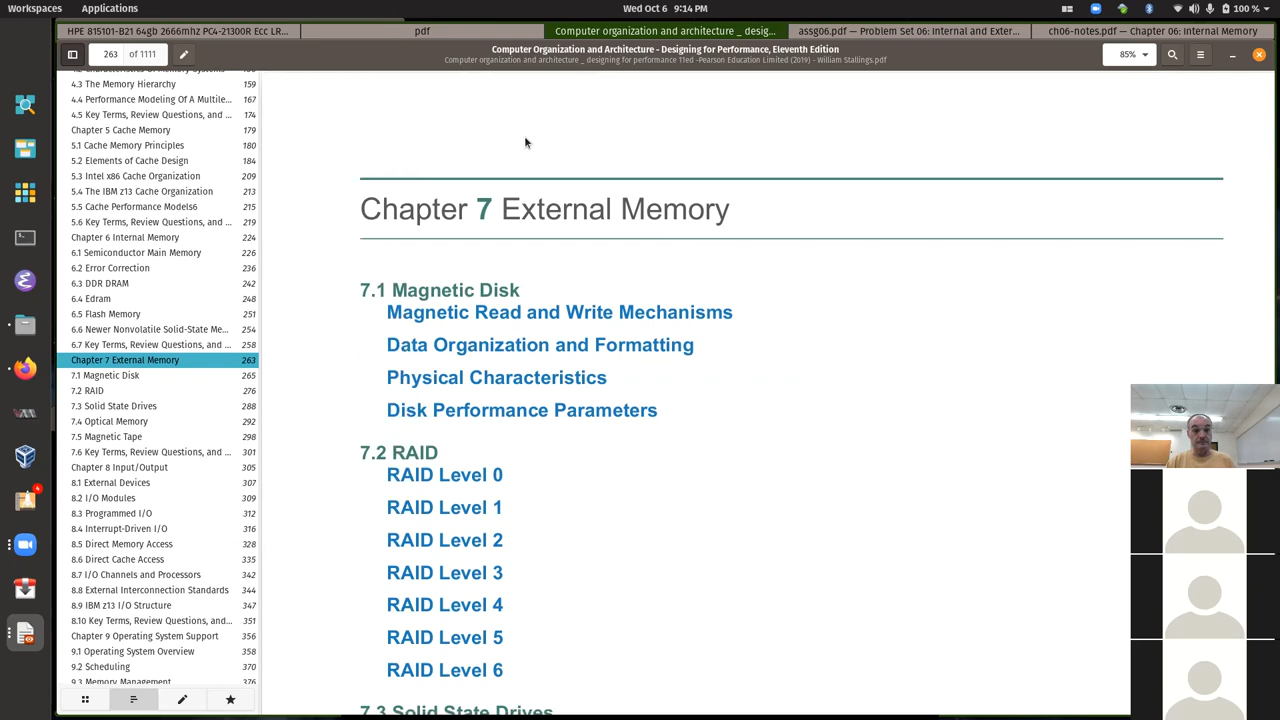 Workspaces
Applications
Wed Oct 6
9:14 PM
100 %
HPE 815101-B21 64gb 2666mhz PC4-21300R Ecc LR...
pdf
Computer organization and architecture _ desig...
assg06.pdf — Problem Set 06: Internal and Exter...
ch06-notes.pdf — Chapter 06: Internal Memory
263
of 1111
Computer Organization and Architecture - Designing for Performance, Eleventh Edition
Computer organization and architecture _ designing for performance 11ed -Pearson Education Limited (2019) - William Stallings.pdf
85%
4.3 The Memory Hierarchy 159
4.4 Performance Modeling Of A Multile... 167
4.5 Key Terms, Review Questions, and ... 174
Chapter 5 Cache Memory 179
5.1 Cache Memory Principles 180
5.2 Elements of Cache Design 184
5.3 Intel x86 Cache Organization 209
5.4 The IBM z13 Cache Organization 213
5.5 Cache Performance Models6 215
5.6 Key Terms, Review Questions, and ... 219
Chapter 6 Internal Memory 224
6.1 Semiconductor Main Memory 226
6.2 Error Correction 236
6.3 DDR DRAM 242
6.4 Edram 248
6.5 Flash Memory 251
6.6 Newer Nonvolatile Solid-State Me... 254
6.7 Key Terms, Review Questions, and ... 258
Chapter 7 External Memory 263
7.1 Magnetic Disk 265
7.2 RAID 276
7.3 Solid State Drives 288
7.4 Optical Memory 292
7.5 Magnetic Tape 298
7.6 Key Terms, Review Questions, and ... 301
Chapter 8 Input/Output 305
8.1 External Devices 307
8.2 I/O Modules 309
8.3 Programmed I/O 312
8.4 Interrupt-Driven I/O 316
8.5 Direct Memory Access 328
8.6 Direct Cache Access 335
8.7 I/O Channels and Processors 342
8.8 External Interconnection Standards 344
8.9 IBM z13 I/O Structure 347
8.10 Key Terms, Review Questions, and... 351
Chapter 9 Operating System Support 356
9.1 Operating System Overview 358
9.2 Scheduling 370
9.3 Memory Management 376
Chapter 7 External Memory
7.1 Magnetic Disk
Magnetic Read and Write Mechanisms
Data Organization and Formatting
Physical Characteristics
Disk Performance Parameters
7.2 RAID
RAID Level 0
RAID Level 1
RAID Level 2
RAID Level 3
RAID Level 4
RAID Level 5
RAID Level 6
7.3 Solid State Drives
4